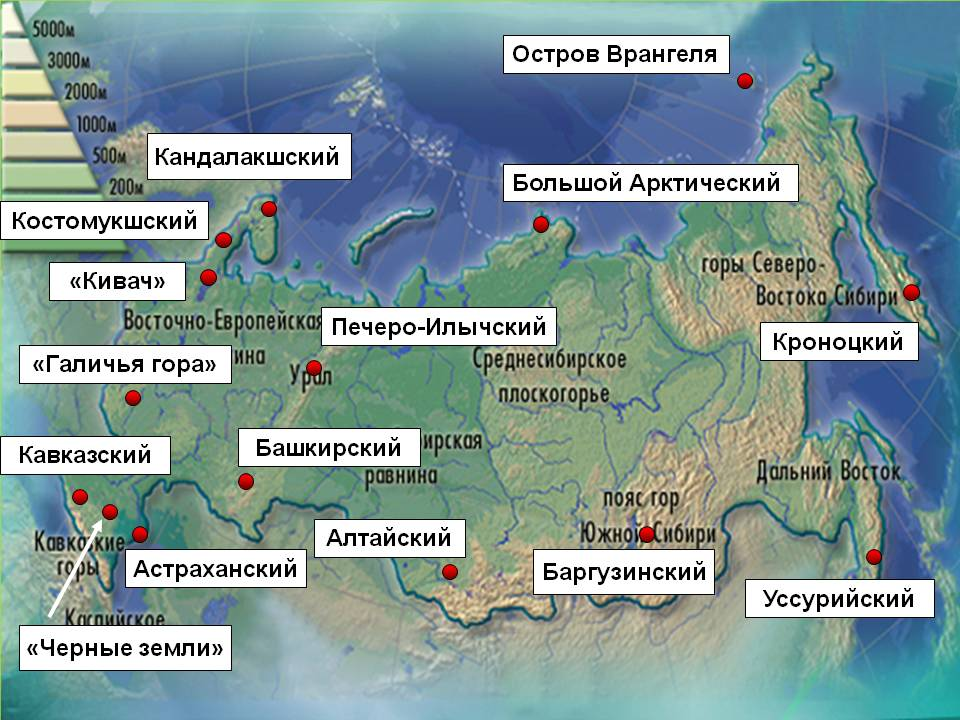 5000м
3000м
2000м
1000м
500м
200м
Остров Врангеля
Кандалакшский
Большой Арктический
Костомукшский
«Кивач»
горы Северо-
Востока Сибири
Восточно-Европейская
Печеро-Илычский
Кроноцкий
«Галичья гора»
Урал
Среднесибирское
плоскогорье
Кавказский
Башкирский
равнина
Дальний Восток
пояс гор
Южной Сибири
Алтайский
Кавказские
горы
Астраханский
Баргузинский
Уссурийский
Каспийское
«Черные земли»